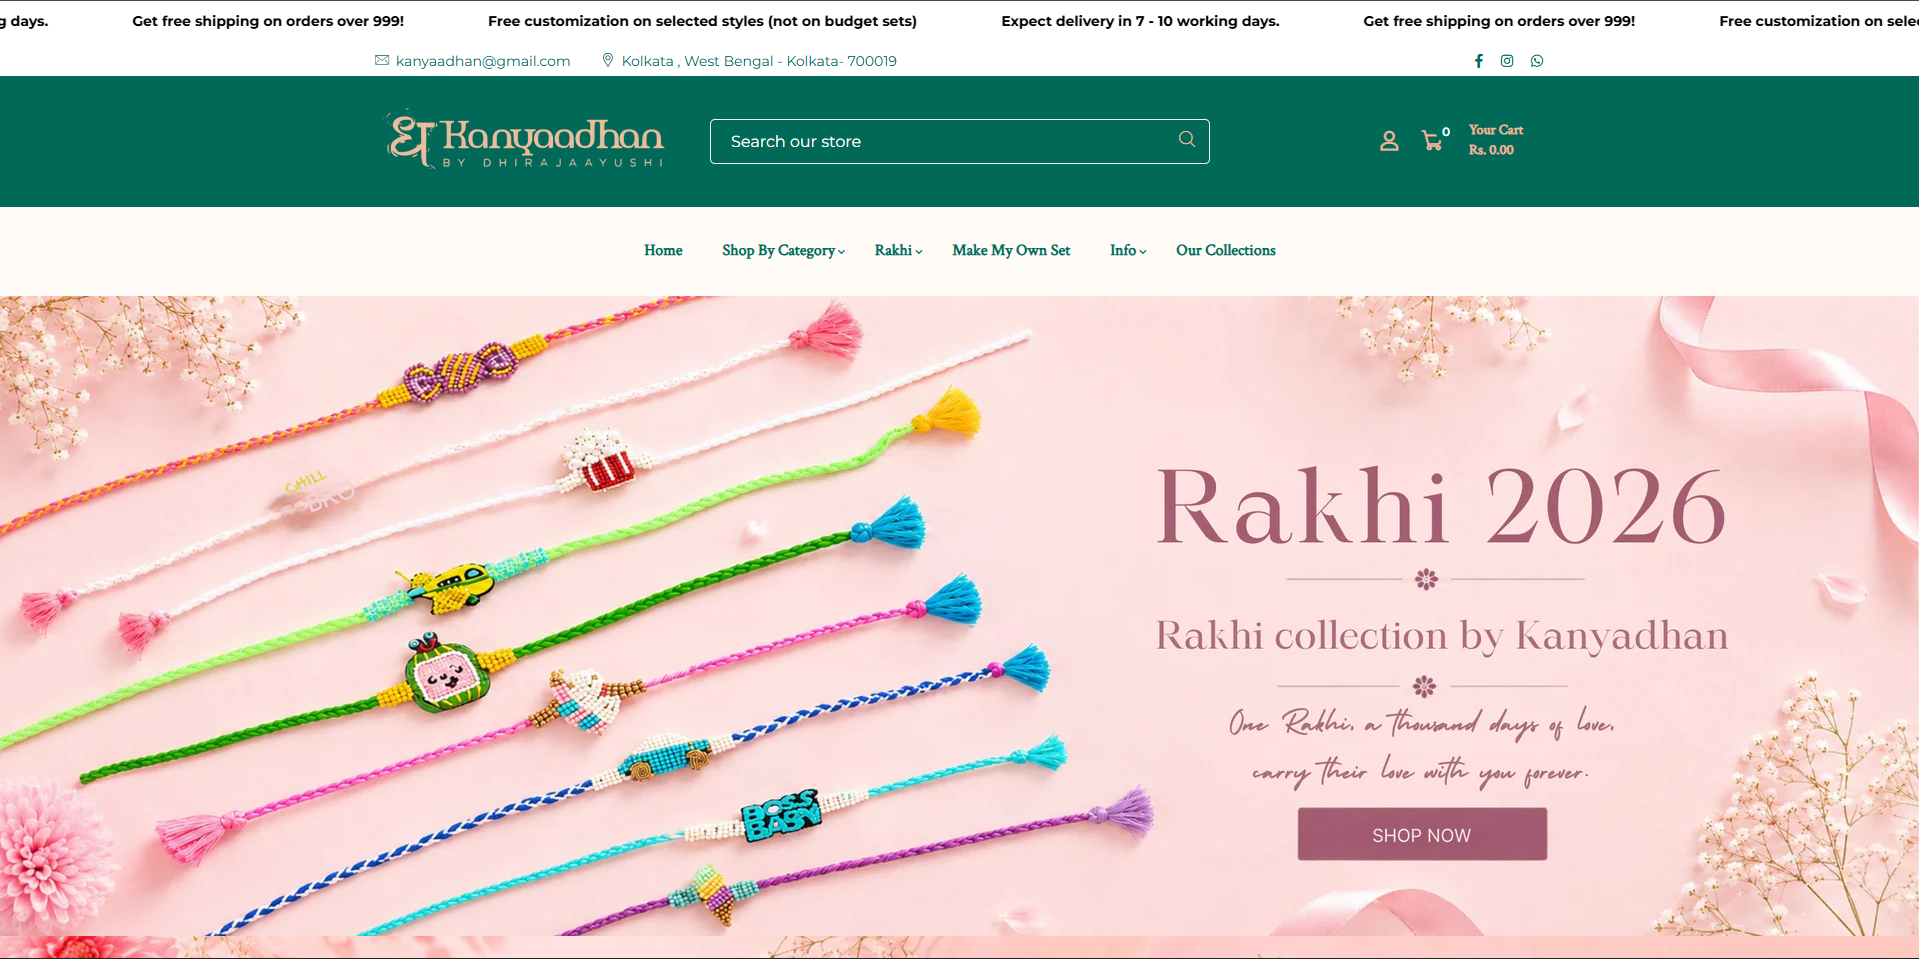 g days. Get free shipping on orders over 999! Free customization on selected styles (not on budget sets) Expect delivery in 7 - 10 working days. Get free shipping on orders over 999! Free customization on selec
kanyaadhan@gmail.com Kolkata , West Bengal - Kolkata- 700019
ध Kanyaadhan
BY DHIRAJAAYUSHI
Search our store
0
Your Cart
Rs. 0.00
Home Shop By Category Rakhi Make My Own Set Info Our Collections
CHILL
BRO
BOSS
BABY
Rakhi 2026
Rakhi collection by Kanyadhan
One Rakhi, a thousand days of love,
carry their love with you forever.
SHOP NOW